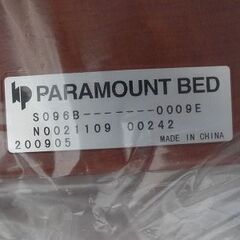 PARAMOUNT BED
S096B-------0009E
N0021109 00242
200905 MADE IN CHINA